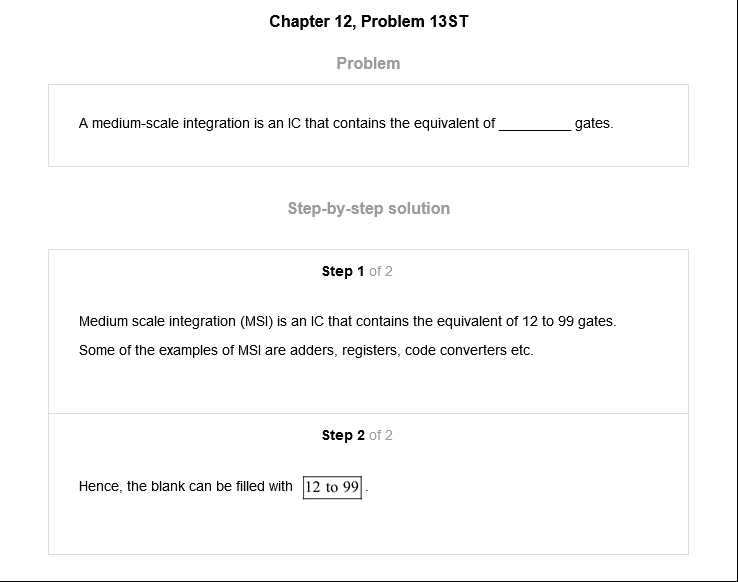 Chapter 12, Problem 13ST
Problem
A medium-scale integration is an IC that contains the equivalent of _________ gates.
Step-by-step solution
Step 1 of 2
Medium scale integration (MSI) is an IC that contains the equivalent of 12 to 99 gates.
Some of the examples of MSI are adders, registers, code converters etc.
Step 2 of 2
Hence, the blank can be filled with 12 to 99.